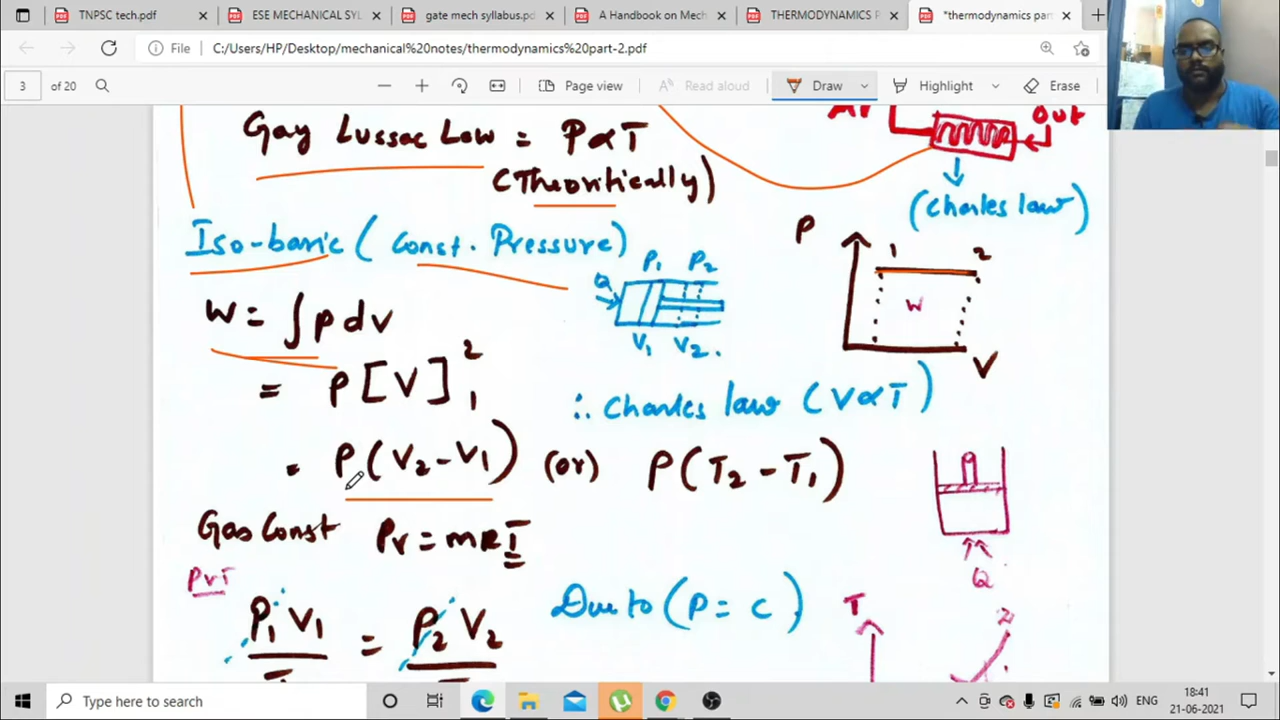 TNPSC tech.pdf
ESE MECHANICAL SYL
gate mech syllabus.pd
A Handbook on Mech
THERMODYNAMICS P
*thermodynamics par
File
C:/Users/HP/Desktop/mechanical%20notes/thermodynamics%20part-2.pdf
3 of 20
Page view
Read aloud
Draw
Highlight
Erase
Gay Lussac Law = P∝T
(Theoritically)
Out
(Charles law)
Iso-baric (Const. Pressure)
P1 P2
Q
V1 V2.
P
1 2
W
V
W = ∫ P dV
= P [V]²₁
∴ Charles law (V∝T)
= P(V2-V1) (or) P(T2-T1)
Gas Const PV = mRT
PVT
Q
P1V1 = P2V2
Due to (P = C)
T
2
Type here to search
ENG
18:41
21-06-2021